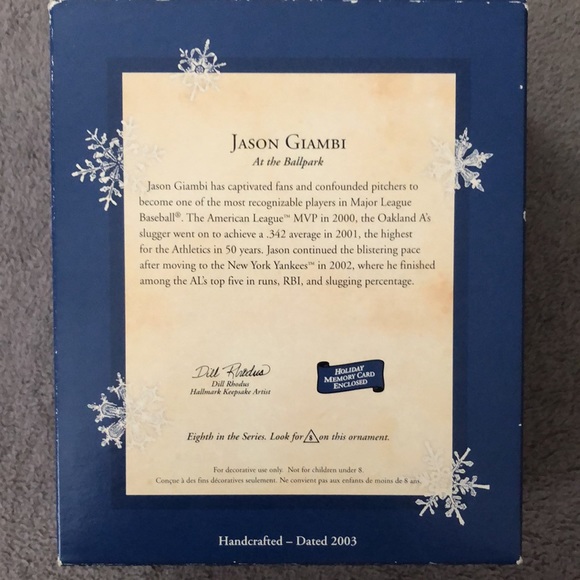 JASON GIAMBI
At the Ballpark
Jason Giambi has captivated fans and confounded pitchers to
become one of the most recognizable players in Major League
Baseball®. The American League™ MVP in 2000, the Oakland A's
slugger went on to achieve a .342 average in 2001, the highest
for the Athletics in 50 years. Jason continued the blistering pace
after moving to the New York Yankees™ in 2002, where he finished
among the AL's top five in runs, RBI, and slugging percentage.
Dill Rhodus
Dill Rhodus
Hallmark Keepsake Artist
HOLIDAY
MEMORY CARD
ENCLOSED
Eighth in the Series. Look for 8 on this ornament.
For decorative use only. Not for children under 8.
Conçue à des fins décoratives seulement. Ne convient pas aux enfants de moins de 8 ans.
Handcrafted – Dated 2003